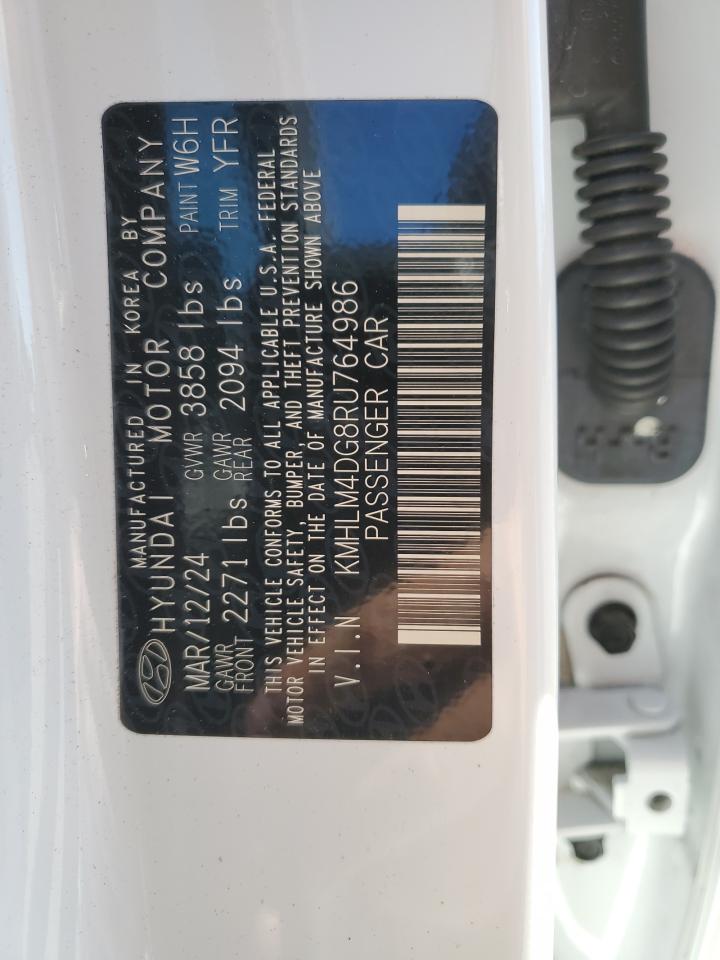 MANUFACTURED IN KOREA BY
HYUNDAI MOTOR COMPANY
MAR/12/24 GVWR 3858 lbs PAINT W6H
GAWR FRONT 2271 lbs GAWR REAR 2094 lbs TRIM YFR
THIS VEHICLE CONFORMS TO ALL APPLICABLE U.S.A. FEDERAL
MOTOR VEHICLE SAFETY, BUMPER, AND THEFT PREVENTION STANDARDS
IN EFFECT ON THE DATE OF MANUFACTURE SHOWN ABOVE
V.I.N KMHLM4DG8RU764986
PASSENGER CAR